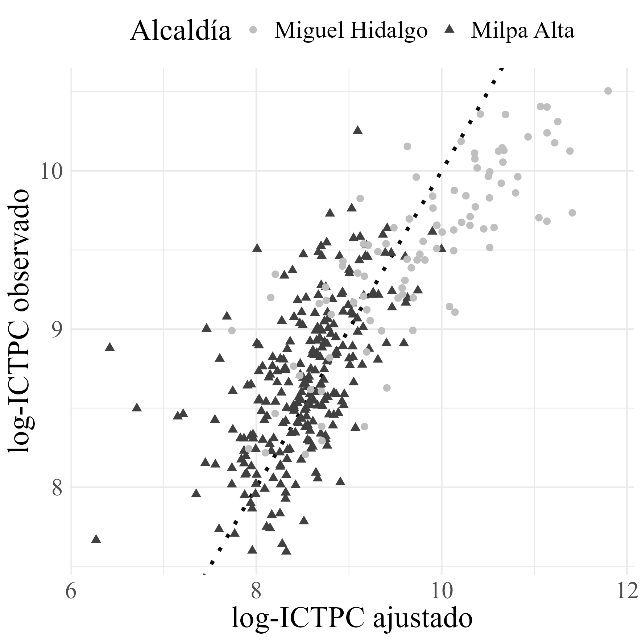 Alcaldía Miguel Hidalgo Milpa Alta
10
9
8
log-ICTPC observado
6 8 10 12
log-ICTPC ajustado